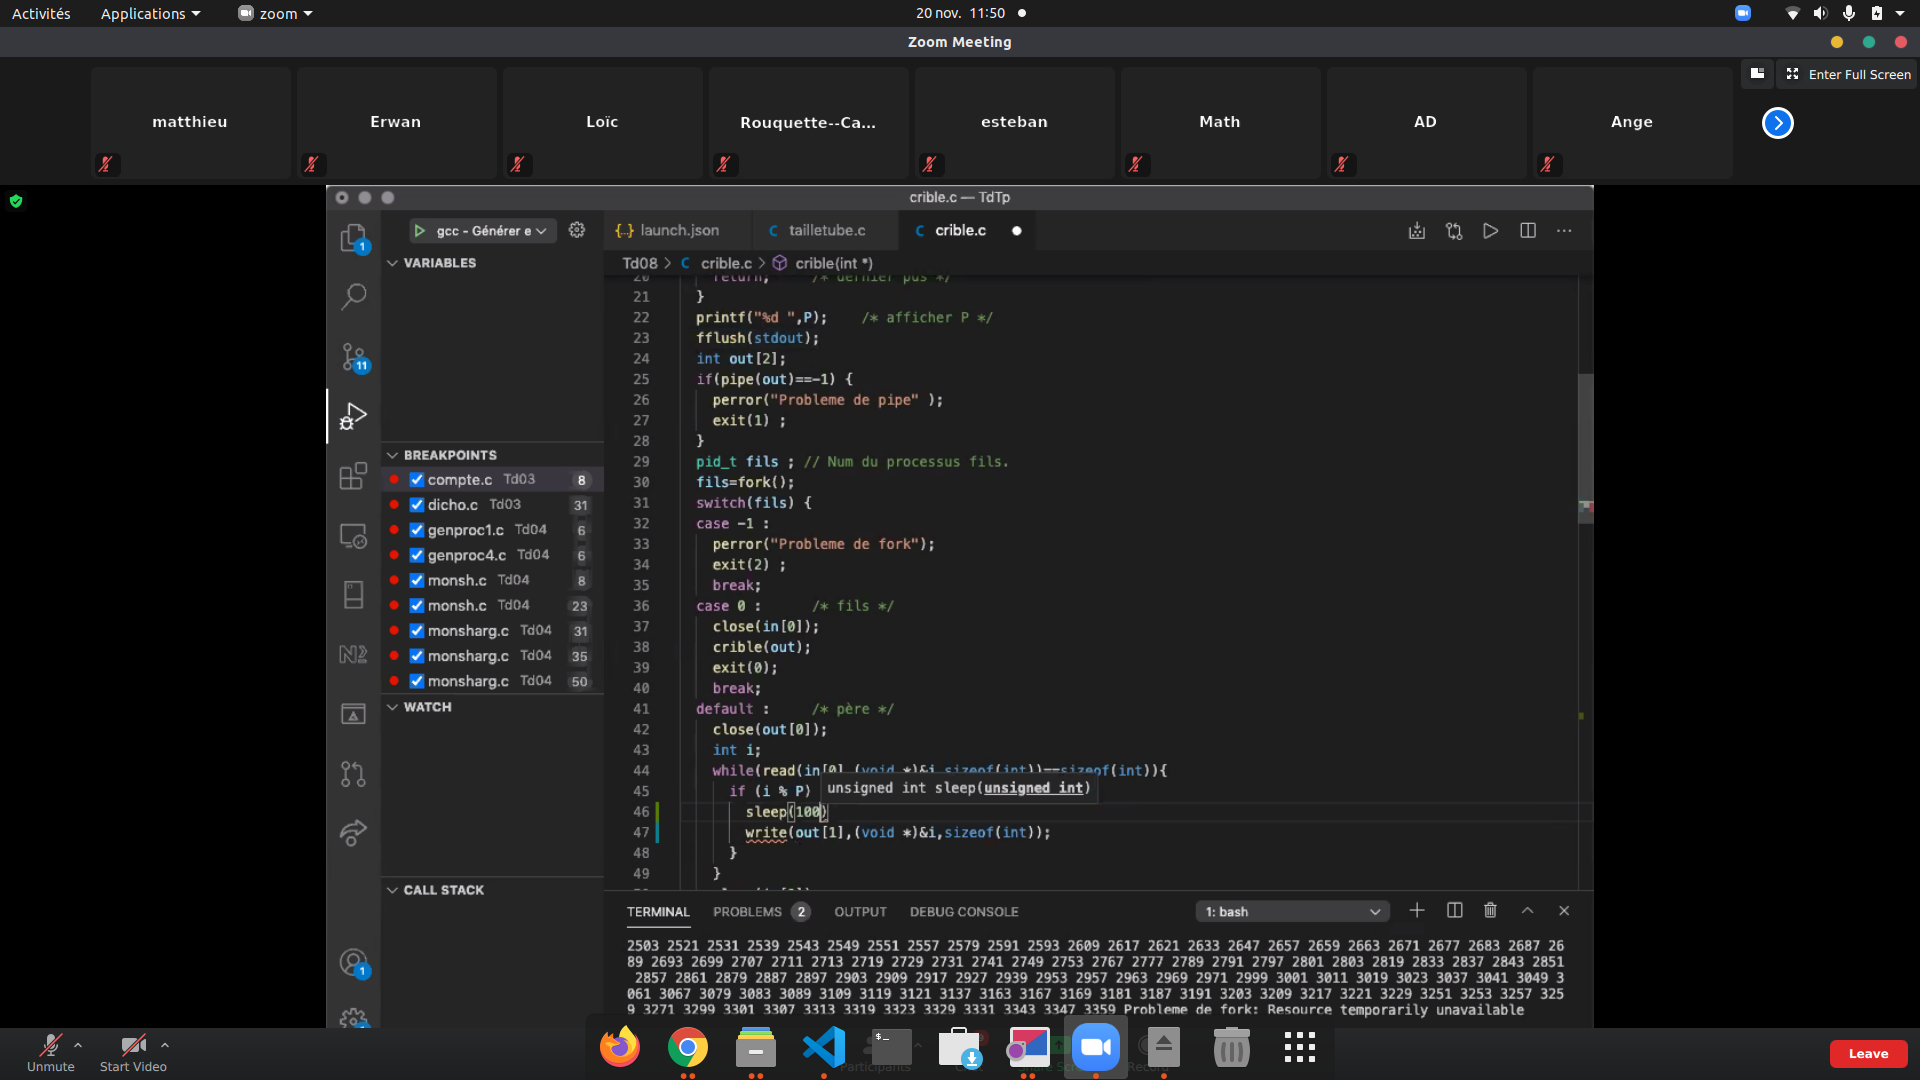 Activités Applications zoom 20 nov. 11:50
Zoom Meeting
Enter Full Screen
matthieu Erwan Loïc Rouquette--Ca... esteban Math AD Ange
crible.c — TdTp
gcc - Générer e
launch.json tailletube.c crible.c
Td08 > C crible.c > crible(int *)
VARIABLES
BREAKPOINTS
compte.c Td03 8
dicho.c Td03 31
genproc1.c Td04 6
genproc4.c Td04 6
monsh.c Td04 8
monsh.c Td04 23
monsharg.c Td04 31
monsharg.c Td04 35
monsharg.c Td04 50
WATCH
CALL STACK
1
11
1
20 return; /* dernier pus */
21 }
22 printf("%d ",P); /* afficher P */
23 fflush(stdout);
24 int out[2];
25 if(pipe(out)==-1) {
26 perror("Probleme de pipe" );
27 exit(1) ;
28 }
29 pid_t fils ; // Num du processus fils.
30 fils=fork();
31 switch(fils) {
32 case -1 :
33 perror("Probleme de fork");
34 exit(2) ;
35 break;
36 case 0 : /* fils */
37 close(in[0]);
38 crible(out);
39 exit(0);
40 break;
41 default : /* père */
42 close(out[0]);
43 int i;
44 while(read(in[0],(void *)&i,sizeof(int))==sizeof(int)){
45 if (i % P)
unsigned int sleep(unsigned int)
46 sleep(100)
47 write(out[1],(void *)&i,sizeof(int));
48 }
49 }
TERMINAL PROBLEMS 2 OUTPUT DEBUG CONSOLE 1: bash
2503 2521 2531 2539 2543 2549 2551 2557 2579 2591 2593 2609 2617 2621 2633 2647 2657 2659 2663 2671 2677 2683 2687 26
89 2693 2699 2707 2711 2713 2719 2729 2731 2741 2749 2753 2767 2777 2789 2791 2797 2801 2803 2819 2833 2837 2843 2851
2857 2861 2879 2887 2897 2903 2909 2917 2927 2939 2953 2957 2963 2969 2971 2999 3001 3011 3019 3023 3037 3041 3049 3
061 3067 3079 3083 3089 3109 3119 3121 3137 3163 3167 3169 3181 3187 3191 3203 3209 3217 3221 3229 3251 3253 3257 325
9 3271 3299 3301 3307 3313 3319 3323 3329 3331 3343 3347 3359 Probleme de fork: Resource temporarily unavailable
Unmute Start Video Participants Record Leave